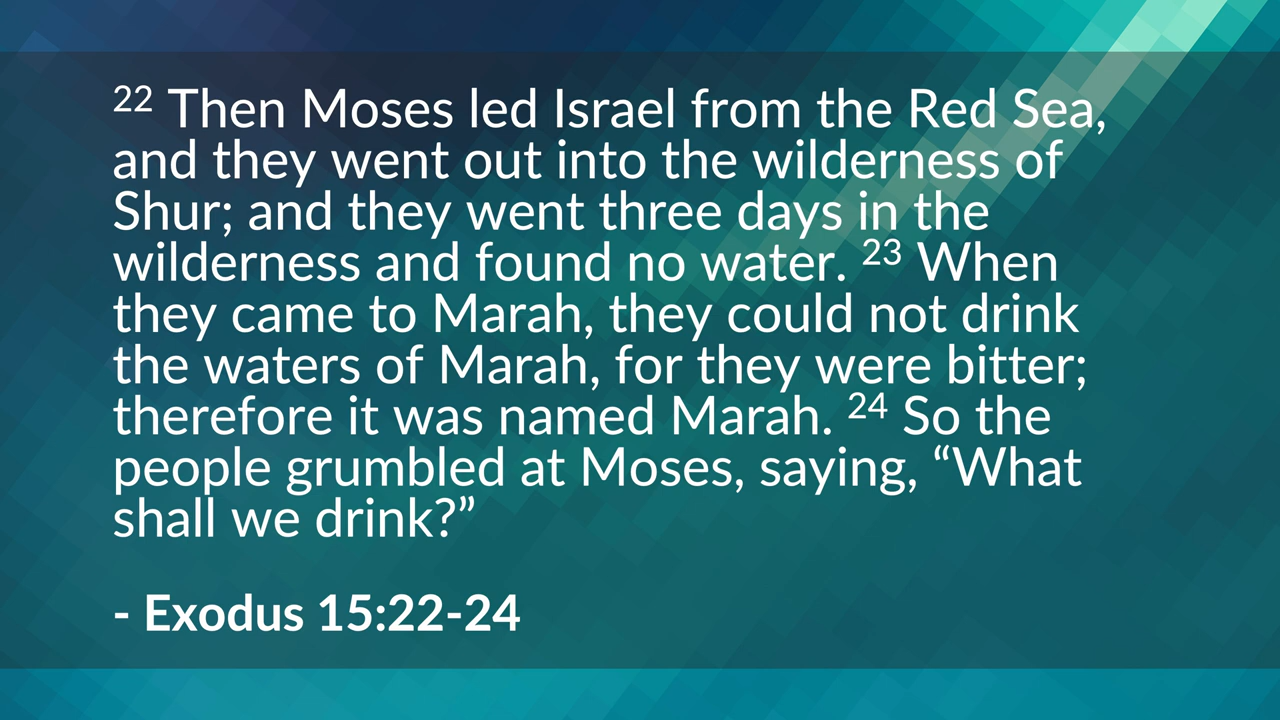 22 Then Moses led Israel from the Red Sea,
and they went out into the wilderness of
Shur; and they went three days in the
wilderness and found no water. 23 When
they came to Marah, they could not drink
the waters of Marah, for they were bitter;
therefore it was named Marah. 24 So the
people grumbled at Moses, saying, “What
shall we drink?”
- Exodus 15:22-24